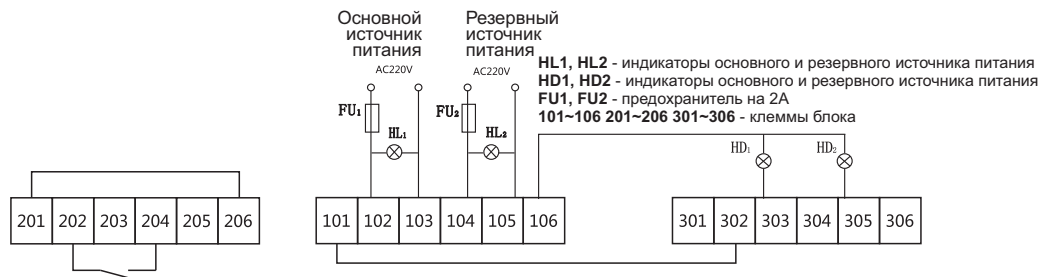 Основной
источник
питания
Резервный
источник
питания
AC220V
AC220V
HL1, HL2 - индикаторы основного и резервного источника питания
HD1, HD2 - индикаторы основного и резервного источника питания
FU1, FU2 - предохранитель на 2А
101~106 201~206 301~306 - клеммы блока
FU₁
FU₂
HL₁
HL₂
HD₁
HD₂
201 202 203 204 205 206
101 102 103 104 105 106
301 302 303 304 305 306